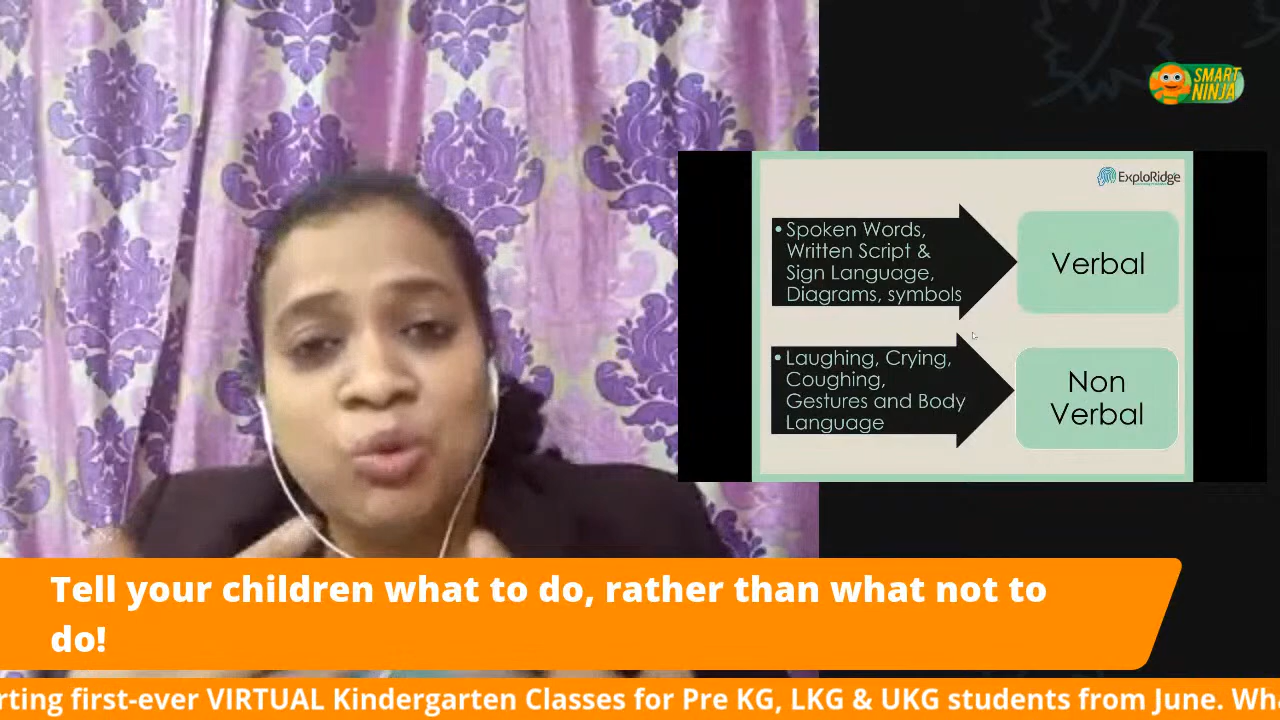 SMART
NINJA
ExploRidge
• Spoken Words,
Written Script &
Sign Language,
Diagrams, symbols
Verbal
• Laughing, Crying,
Coughing,
Gestures and Body
Language
Non
Verbal
Tell your children what to do, rather than what not to
do!
rting first-ever VIRTUAL Kindergarten Classes for Pre KG, LKG & UKG students from June. Wh